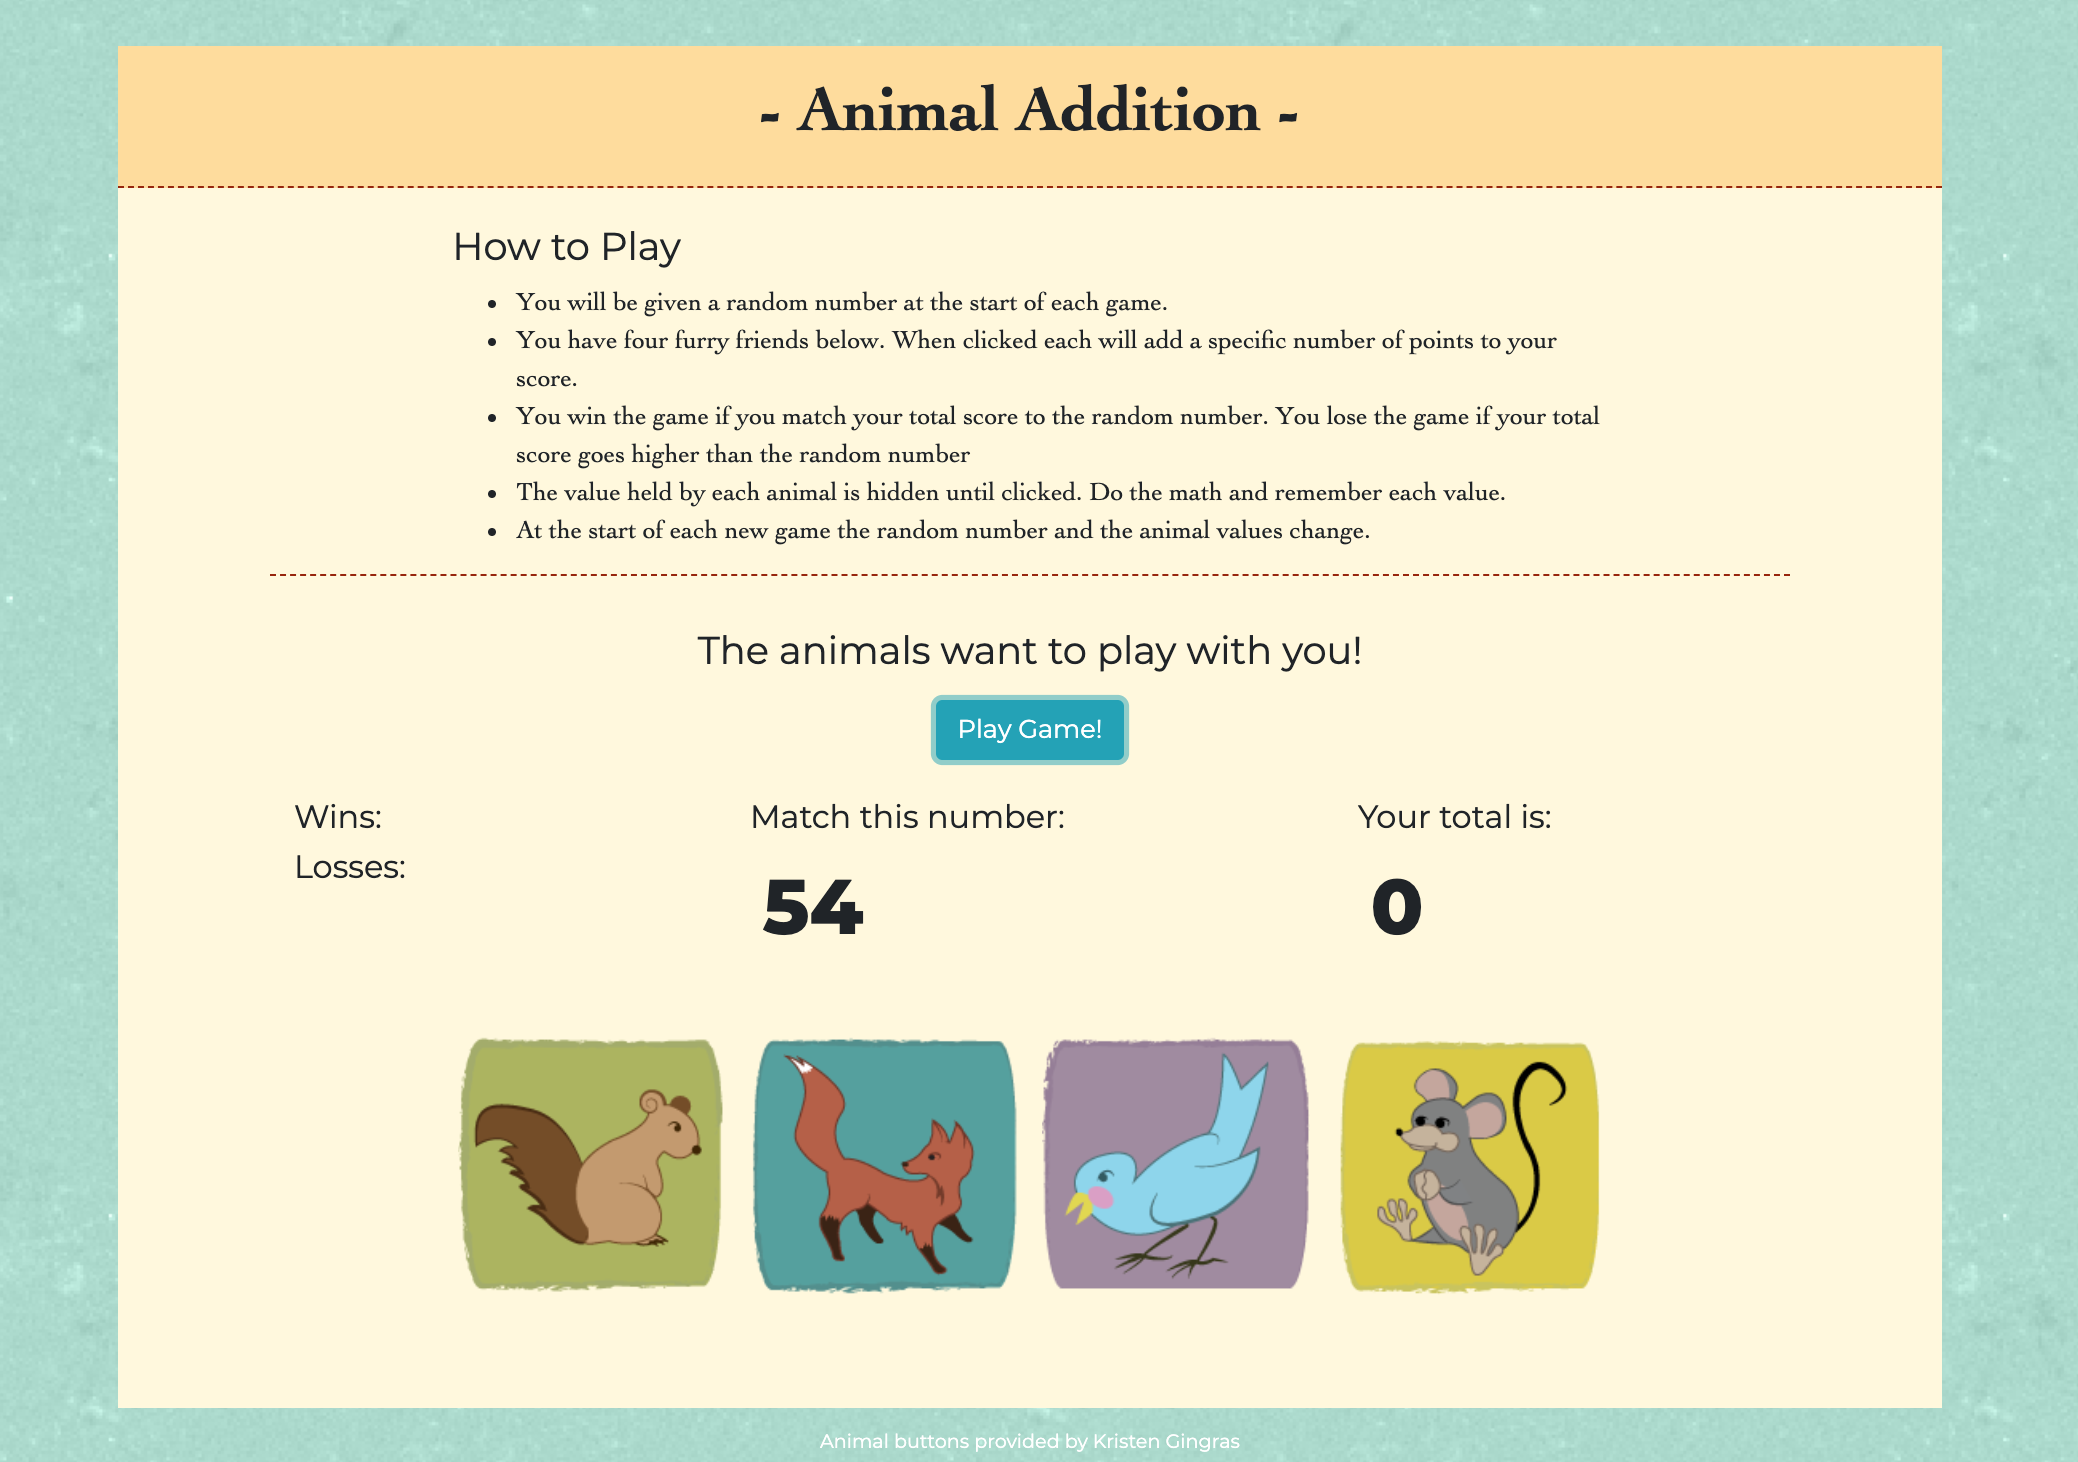 - Animal Addition -
How to Play
• You will be given a random number at the start of each game.
• You have four furry friends below. When clicked each will add a specific number of points to your
score.
• You win the game if you match your total score to the random number. You lose the game if your total
score goes higher than the random number
• The value held by each animal is hidden until clicked. Do the math and remember each value.
• At the start of each new game the random number and the animal values change.
The animals want to play with you!
Play Game!
Wins:
Losses:
Match this number:
54
Your total is:
0
Animal buttons provided by Kristen Gingras